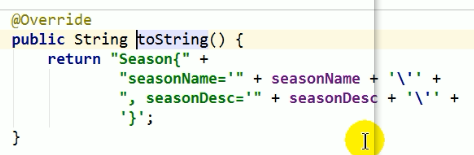 @Override
public String toString() {
    return "Season{" +
            "seasonName='" + seasonName + '\'' +
            ", seasonDesc='" + seasonDesc + '\'' +
            '}';
}